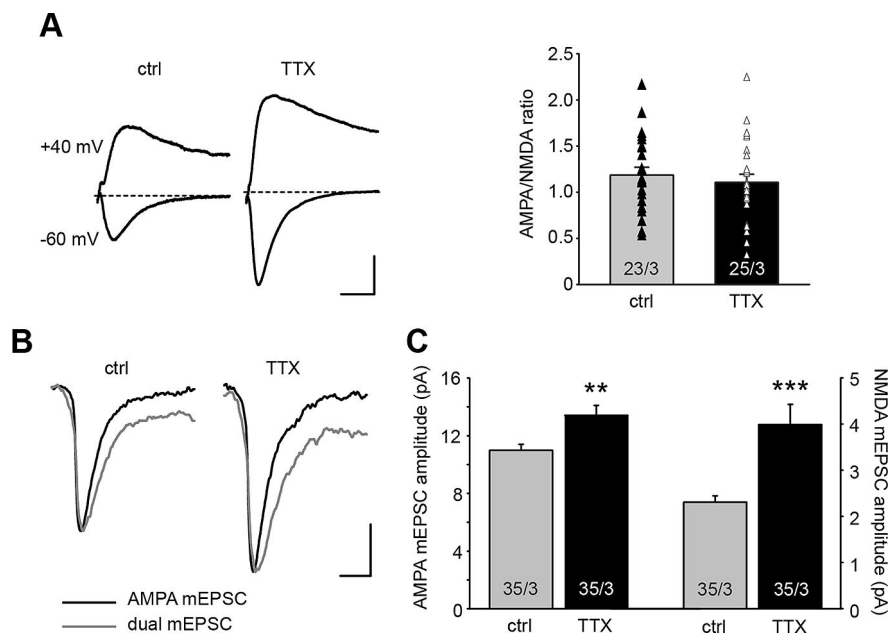 A
ctrl
TTX
+40 mV
-60 mV
AMPA/NMDA ratio
2.5
2.0
1.5
1.0
0.5
0
23/3
25/3
ctrl
TTX
B
ctrl
TTX
AMPA mEPSC
dual mEPSC
C
AMPA mEPSC amplitude (pA)
16
12
8
4
0
**
***
35/3
35/3
35/3
35/3
ctrl
TTX
ctrl
TTX
5
4
3
2
1
0
NMDA mEPSC
amplitude (pA)